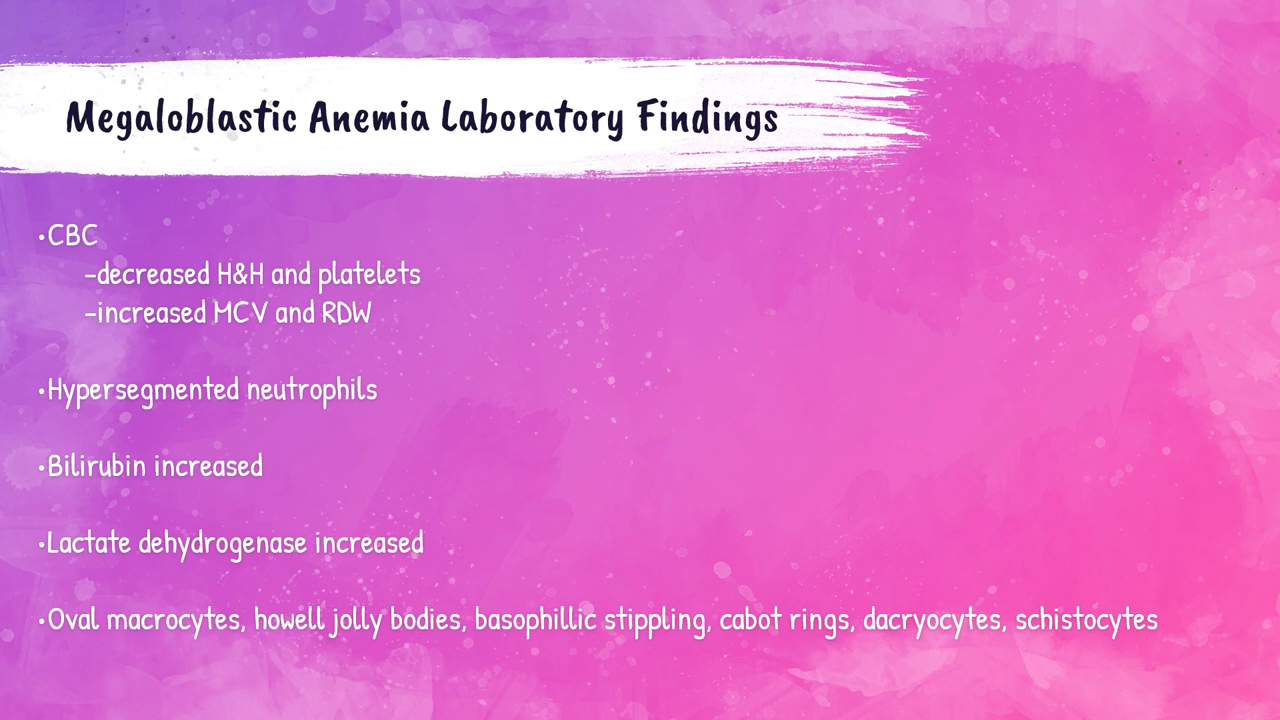 Megaloblastic Anemia Laboratory Findings
•CBC
-decreased H&H and platelets
-increased MCV and RDW
•Hypersegmented neutrophils
•Bilirubin increased
•Lactate dehydrogenase increased
•Oval macrocytes, howell jolly bodies, basophillic stippling, cabot rings, dacryocytes, schistocytes